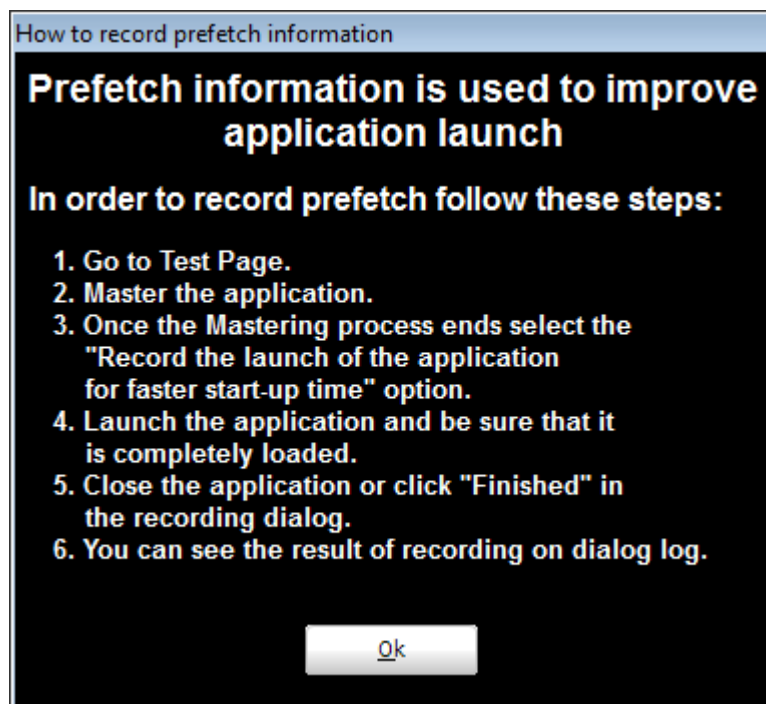 How to record prefetch information
Prefetch information is used to improve
application launch
In order to record prefetch follow these steps:
1. Go to Test Page.
2. Master the application.
3. Once the Mastering process ends select the
"Record the launch of the application
for faster start-up time" option.
4. Launch the application and be sure that it
is completely loaded.
5. Close the application or click "Finished" in
the recording dialog.
6. You can see the result of recording on dialog log.
Ok